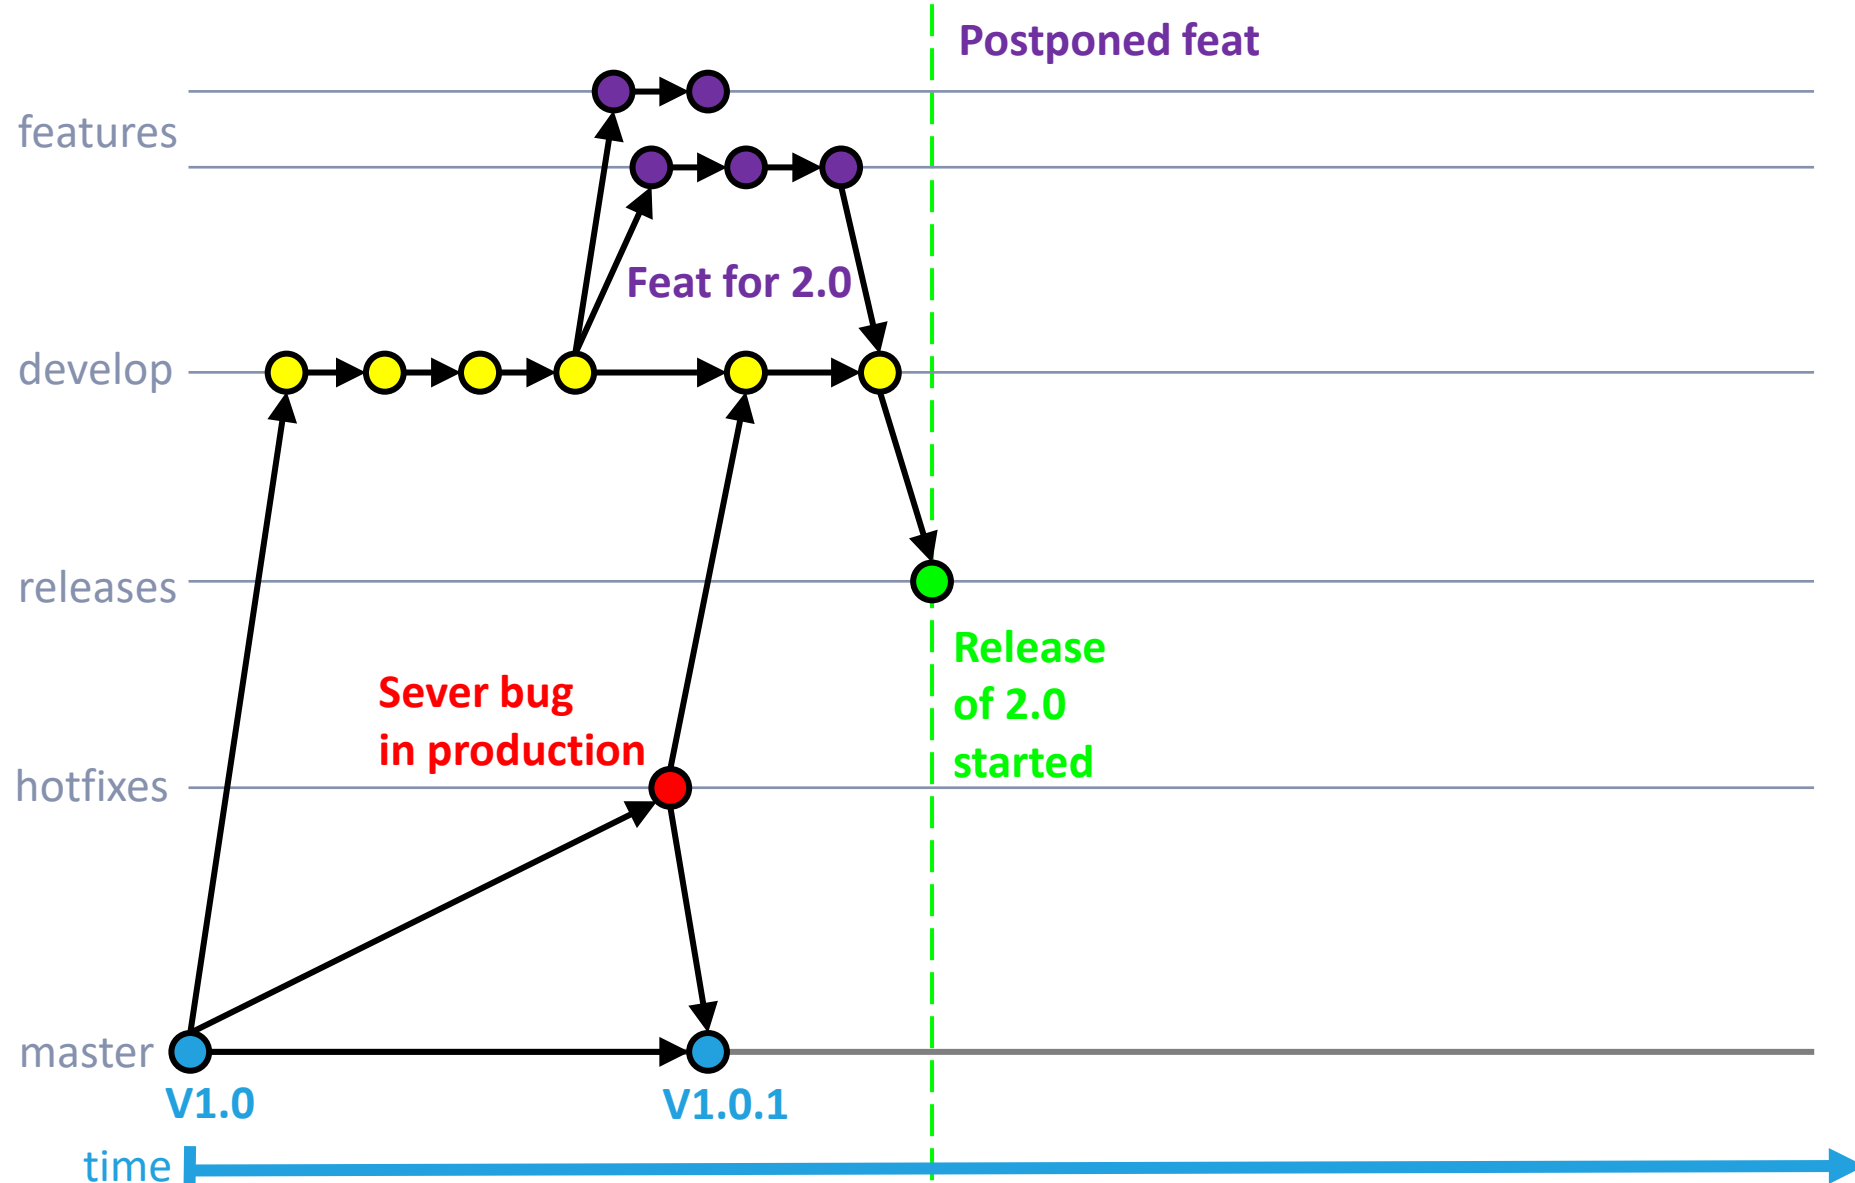 Postponed feat
features
Feat for 2.0
develop
releases
Release
of 2.0
started
Sever bug
in production
hotfixes
master
V1.0
V1.0.1
time